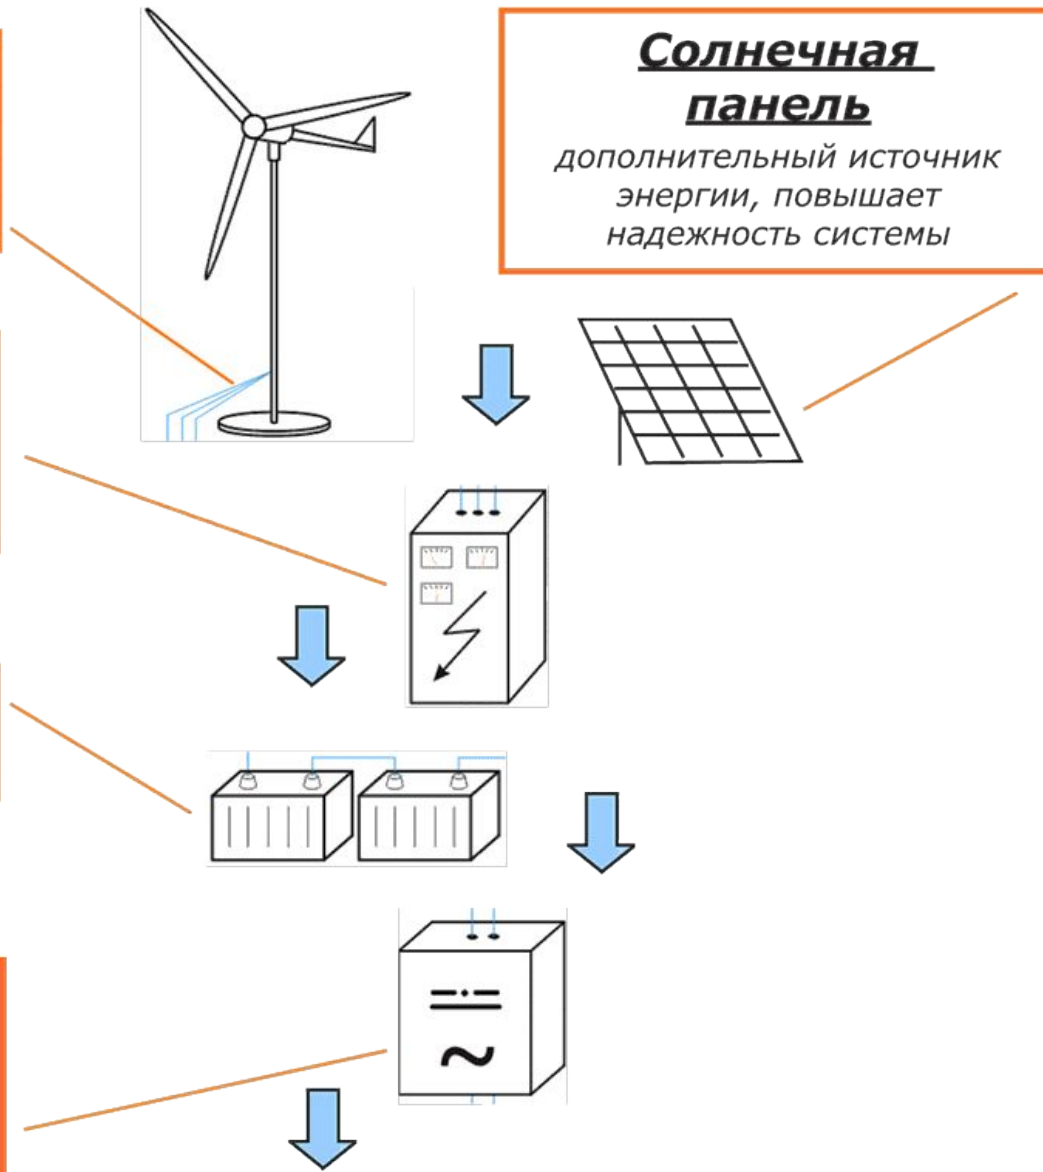 Солнечная
панель
дополнительный источник
энергии, повышает
надежность системы